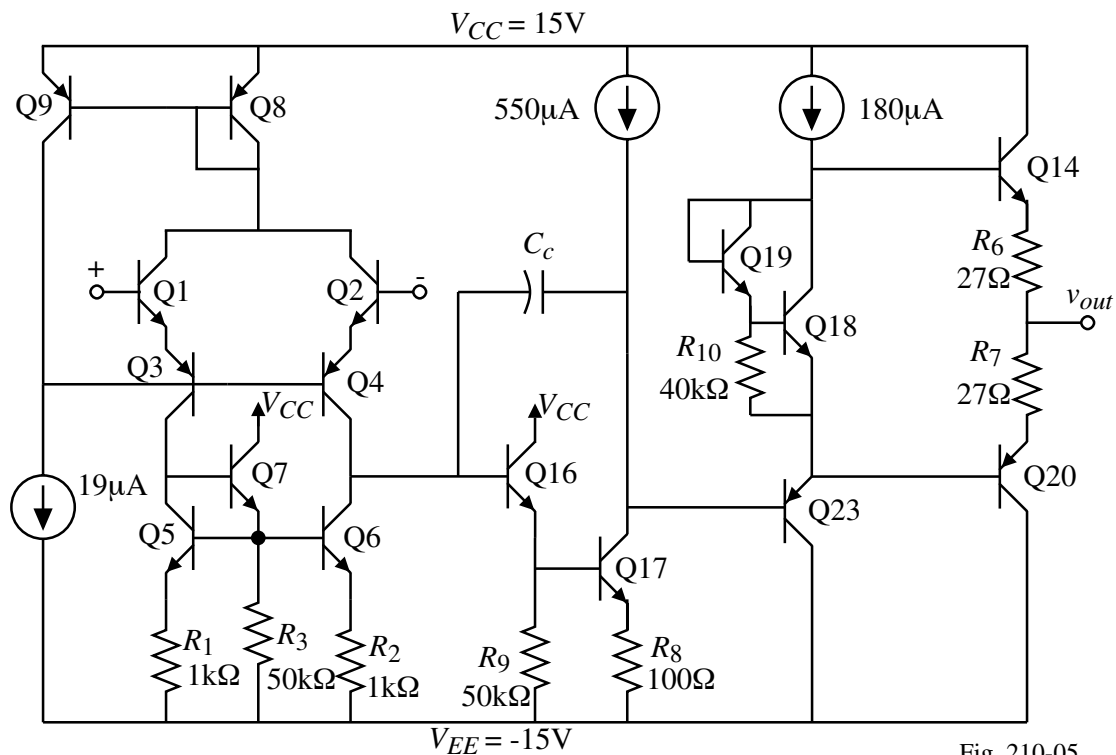 V_CC = 15V
Q9
Q8
550μA
180μA
Q14
+
-
Q1
Q2
C_c
Q19
R_6
27Ω
v_out
Q18
R_10
40kΩ
Q3
Q4
V_CC
V_CC
R_7
27Ω
19μA
Q7
Q16
Q23
Q20
Q5
Q6
Q17
R_1
1kΩ
R_3
50kΩ
R_2
1kΩ
R_9
50kΩ
R_8
100Ω
V_EE = -15V
Fig. 210-05